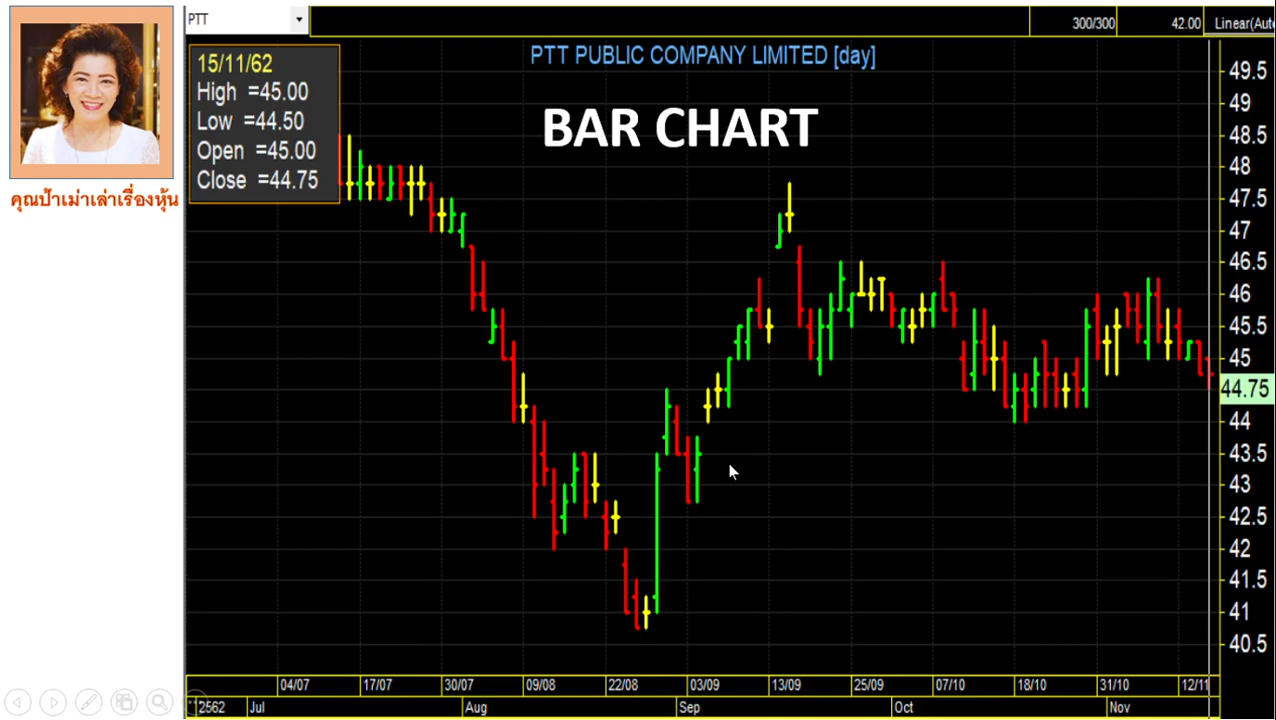 PTT
300/300
42.00
Linear(Aut
คุณป้าเม่าเล่าเรื่องหุ้น
15/11/62
High =45.00
Low =44.50
Open =45.00
Close =44.75
PTT PUBLIC COMPANY LIMITED [day]
BAR CHART
49.5
49
48.5
48
47.5
47
46.5
46
45.5
45
44.75
44
43.5
43
42.5
42
41.5
41
40.5
04/07 17/07 30/07 09/08 22/08 03/09 13/09 25/09 07/10 18/10 31/10 12/11
2562 Jul Aug Sep Oct Nov